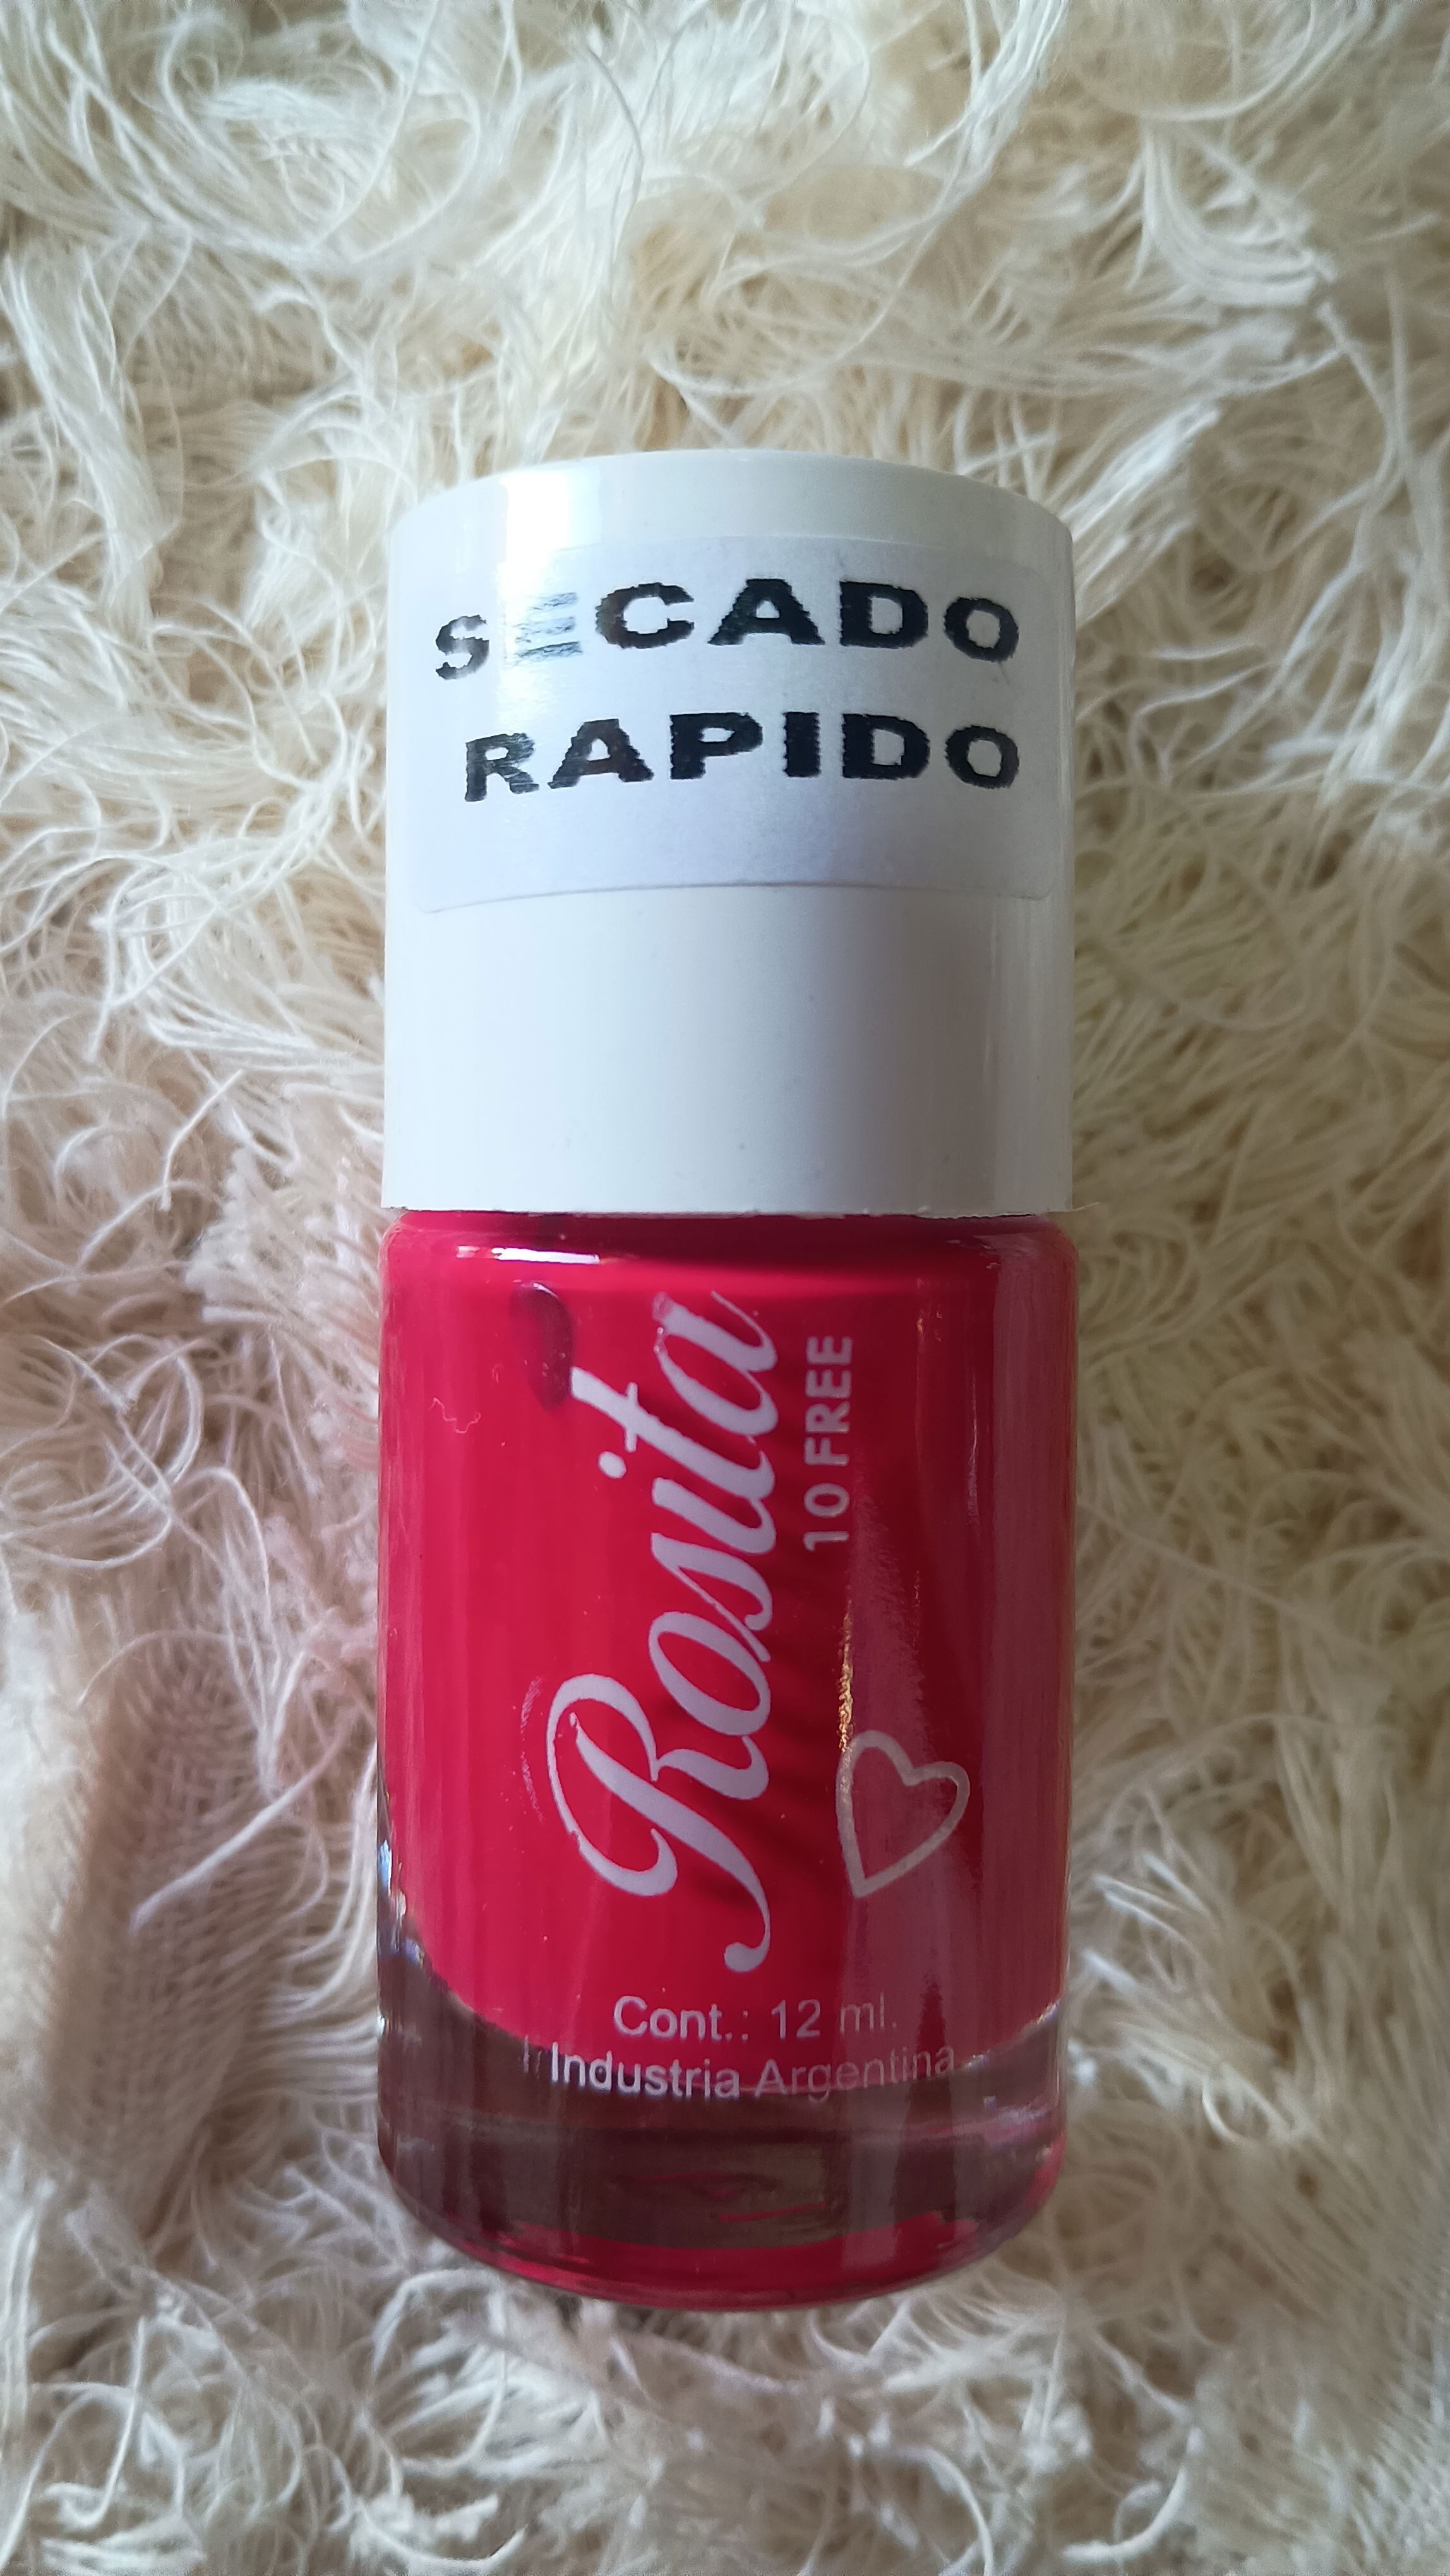 SECADO
RAPIDO
Rosita
10 FREE
Cont.: 12 ml.
Industria Argentina